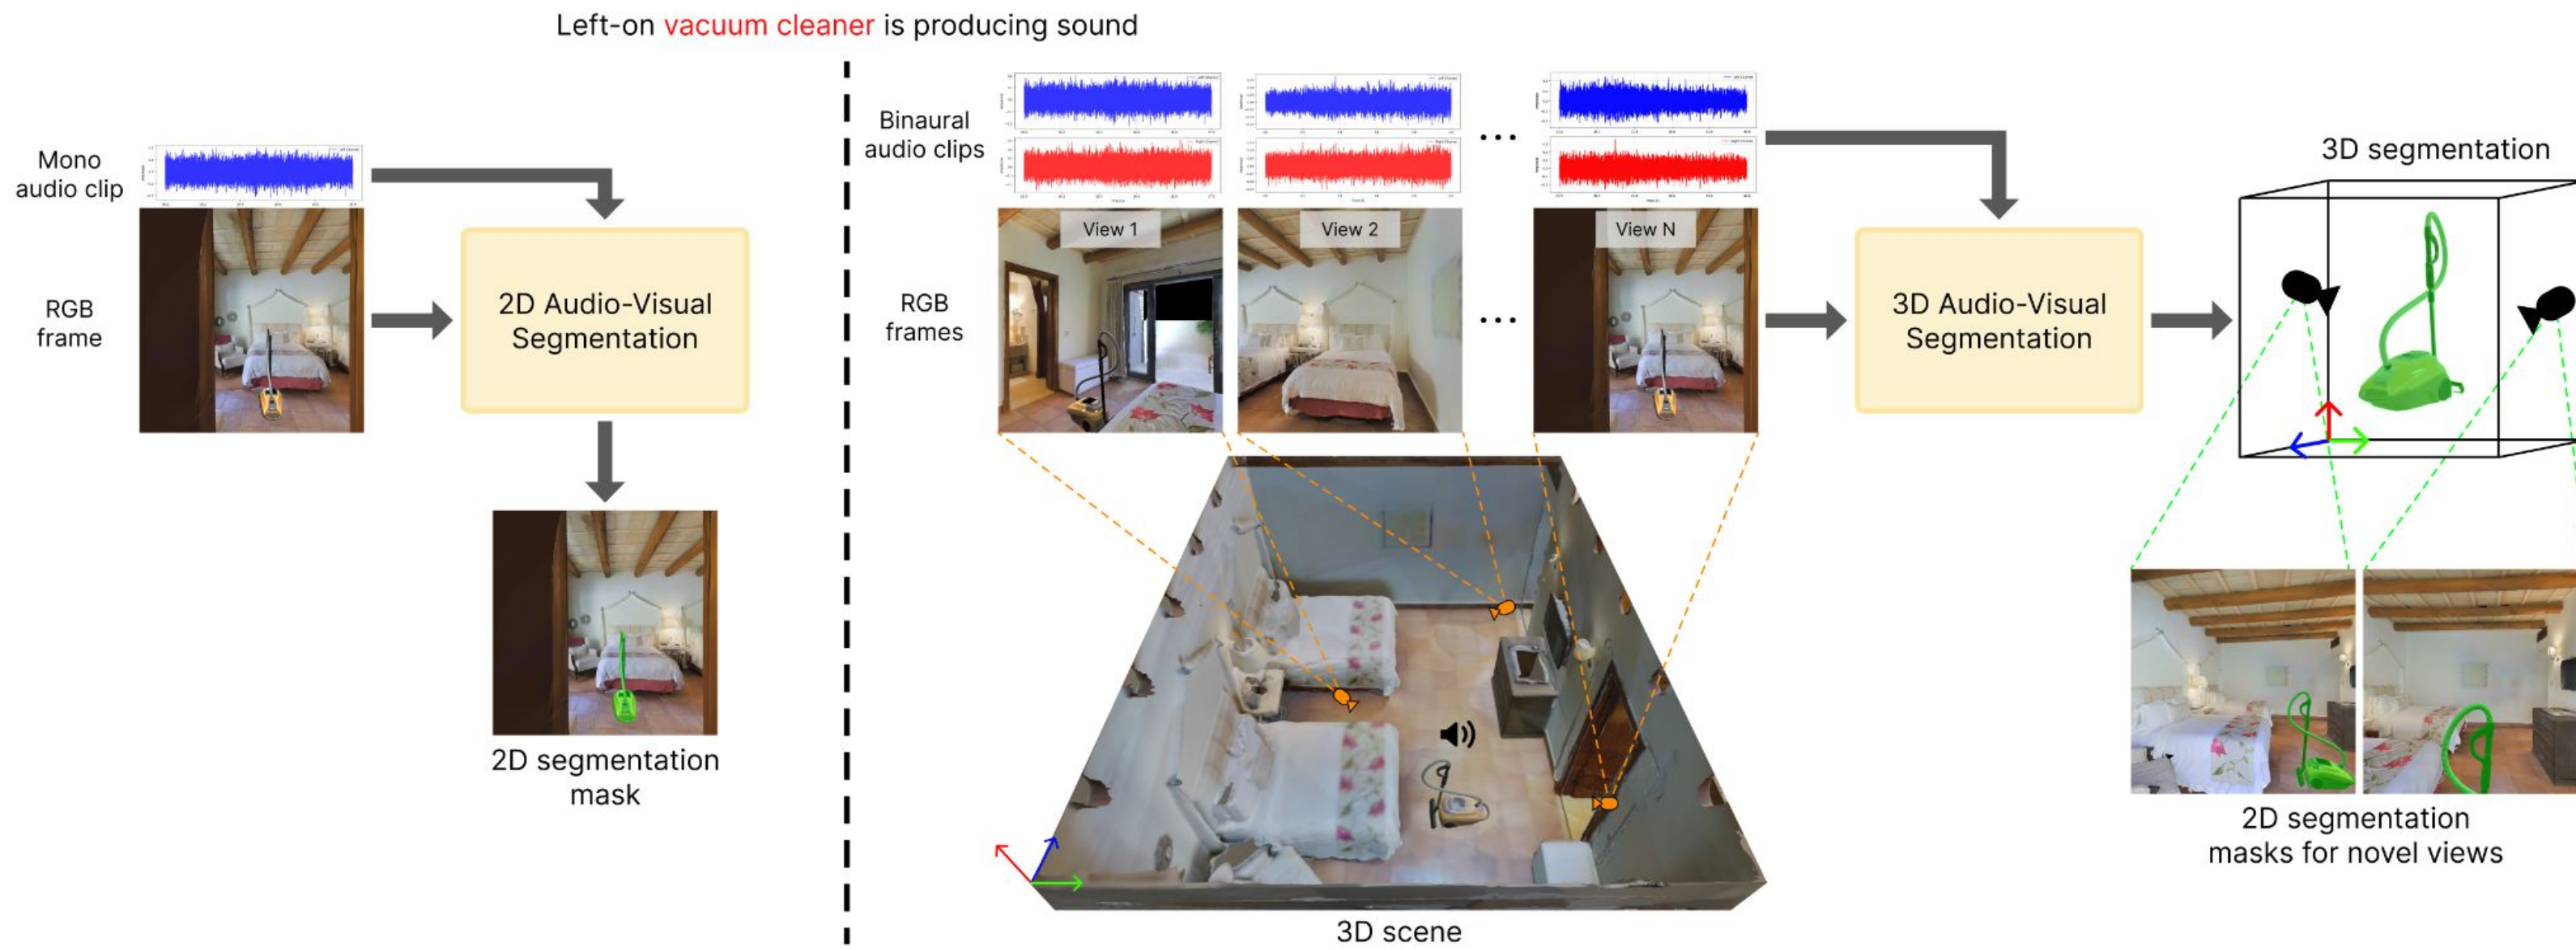 Left-on vacuum cleaner is producing sound
Mono
audio clip
RGB
frame
2D Audio-Visual
Segmentation
2D segmentation
mask
Binaural
audio clips
...
View 1
View 2
View N
RGB
frames
...
3D Audio-Visual
Segmentation
3D scene
3D segmentation
2D segmentation
masks for novel views